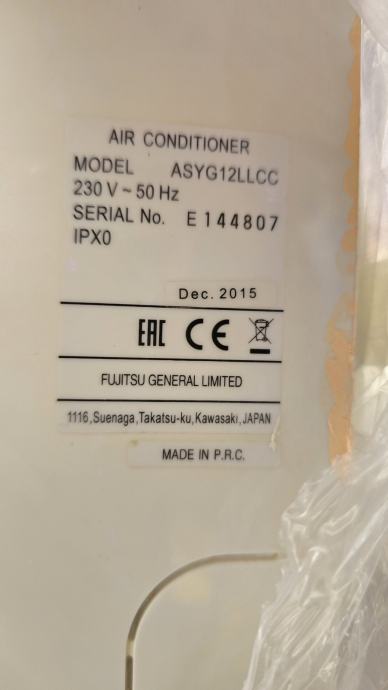 AIR CONDITIONER
MODEL ASYG12LLCC
230 V ~ 50 Hz
SERIAL No. E 144807
IPX0
Dec. 2015
EAC CE
FUJITSU GENERAL LIMITED
1116,Suenaga,Takatsu-ku,Kawasaki,JAPAN
MADE IN P.R.C.